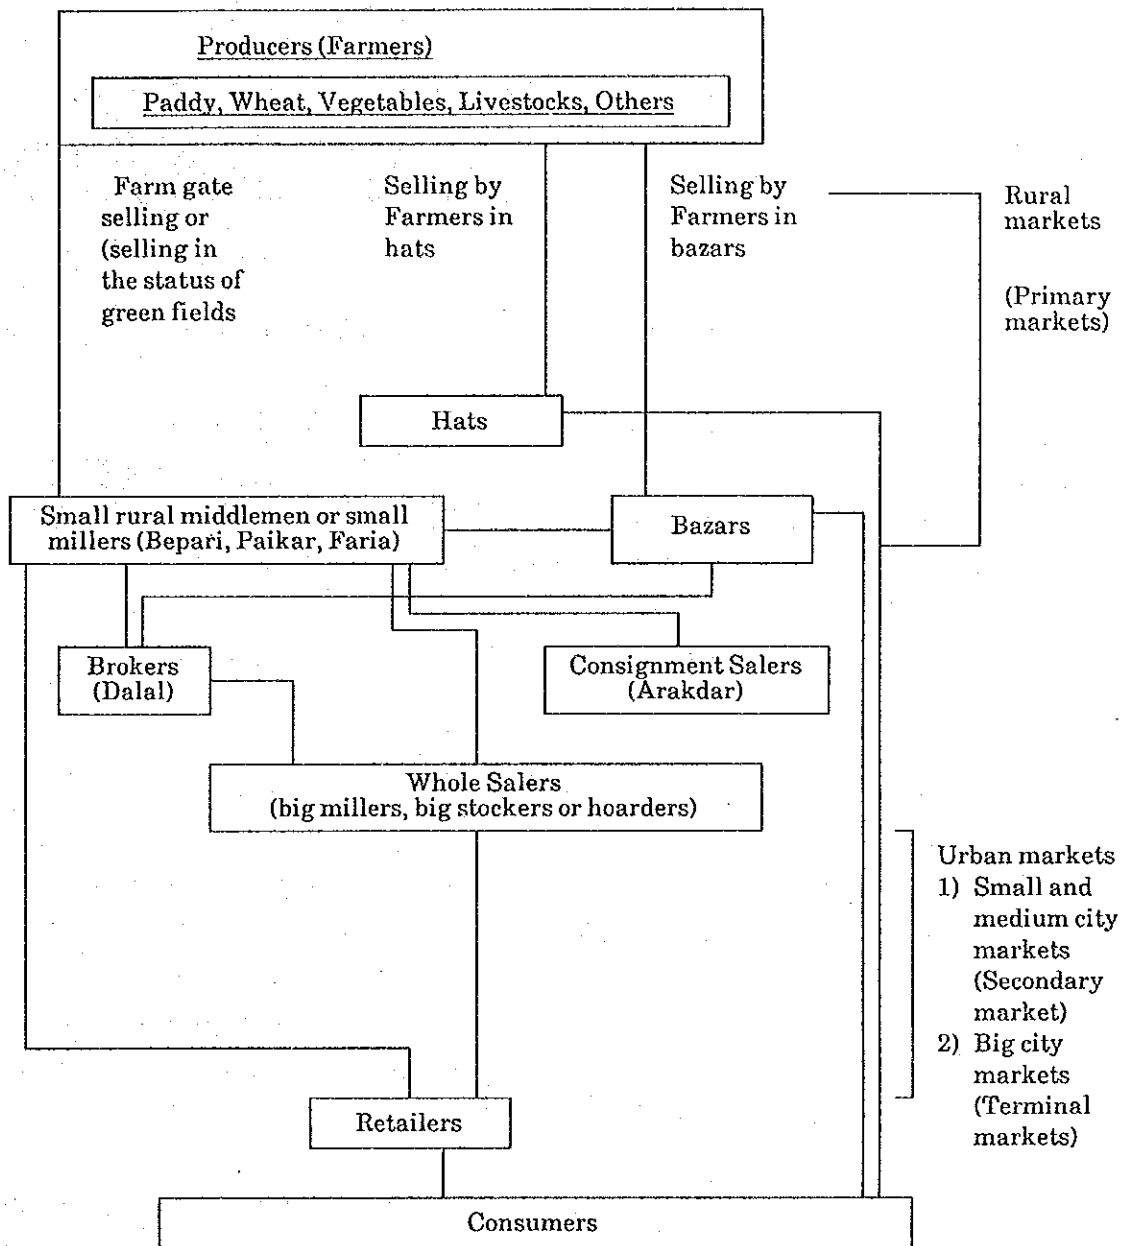 Producers (Farmers)
Paddy, Wheat, Vegetables, Livestocks, Others
Farm gate
selling or
(selling in
the status of
green fields
Selling by
Farmers in
hats
Selling by
Farmers in
bazars
Rural
markets
(Primary
markets)
Hats
Small rural middlemen or small
millers (Bepari, Paikar, Faria)
Bazars
Brokers
(Dalal)
Consignment Salers
(Arakdar)
Whole Salers
(big millers, big stockers or hoarders)
Urban markets
1) Small and
medium city
markets
(Secondary
market)
2) Big city
markets
(Terminal
markets)
Retailers
Consumers